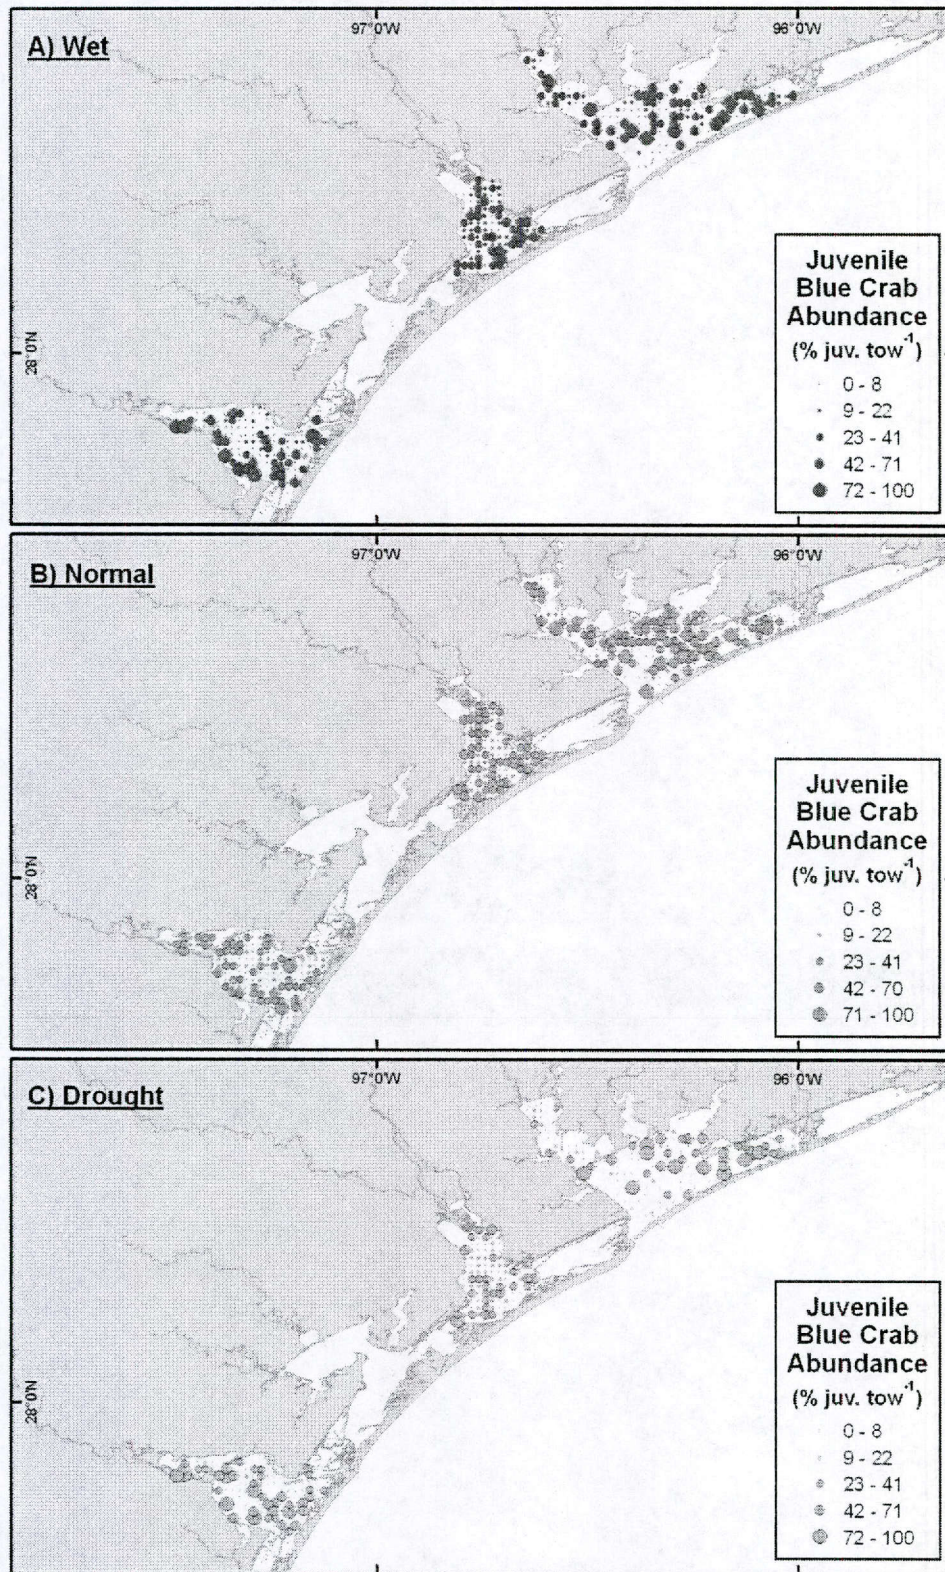 97°0'W
96°0'W
A) Wet
28°0'N
Juvenile
Blue Crab
Abundance
(% juv. tow⁻¹)
0 - 8
9 - 22
23 - 41
42 - 71
72 - 100
97°0'W
96°0'W
B) Normal
28°0'N
Juvenile
Blue Crab
Abundance
(% juv. tow⁻¹)
0 - 8
9 - 22
23 - 41
42 - 70
71 - 100
97°0'W
96°0'W
C) Drought
28°0'N
Juvenile
Blue Crab
Abundance
(% juv. tow⁻¹)
0 - 8
9 - 22
23 - 41
42 - 71
72 - 100